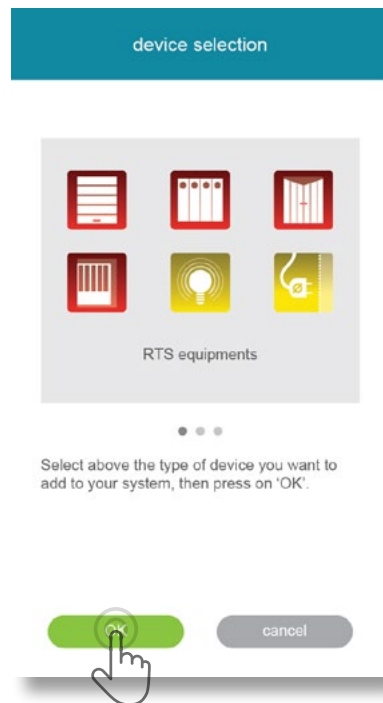 device selection
RTS equipments
Select above the type of device you want to
add to your system, then press on 'OK'.
OK
cancel